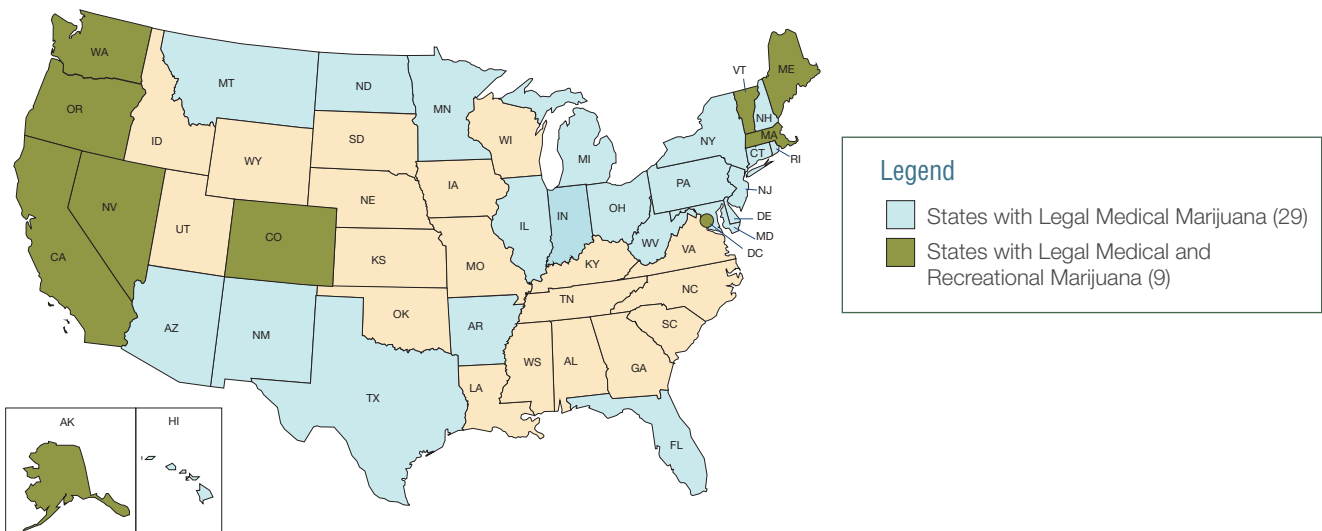 WA
MT
ND
MN
VT
ME
OR
ID
SD
WI
NH
NY
MA
WY
MI
CT
RI
IA
PA
NE
NJ
NV
UT
CO
IL
IN
OH
DE
MD
WV
DC
CA
KS
MO
KY
VA
TN
NC
AZ
NM
OK
AR
SC
WS
AL
GA
LA
TX
FL
AK
HI
Legend
States with Legal Medical Marijuana (29)
States with Legal Medical and
Recreational Marijuana (9)